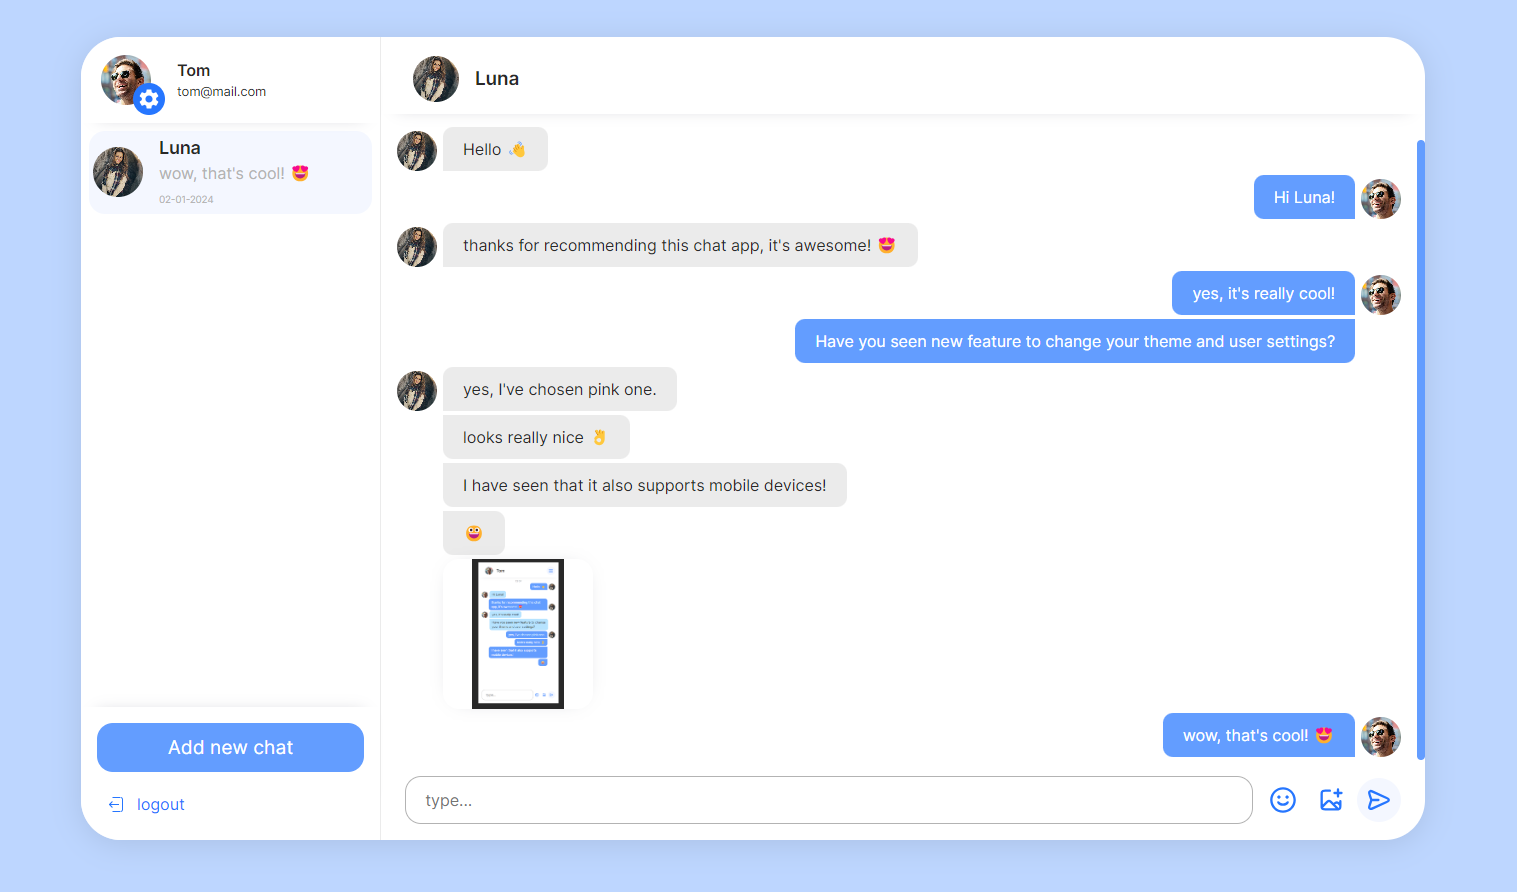 Tom
tom@mail.com
Luna
wow, that's cool! 😍
02-01-2024
Add new chat
logout
Luna
Hello 👋
Hi Luna!
thanks for recommending this chat app, it's awesome! 😍
yes, it's really cool!
Have you seen new feature to change your theme and user settings?
yes, I've chosen pink one.
looks really nice 👌
I have seen that it also supports mobile devices!
😀
Tom
wow, that's cool! 😍
type...